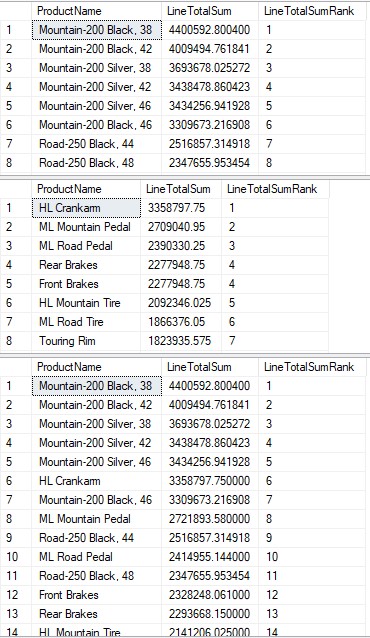 ProductName LineTotalSum LineTotalSumRank
1 Mountain-200 Black, 38 4400592.800400 1
2 Mountain-200 Black, 42 4009494.761841 2
3 Mountain-200 Silver, 38 3693678.025272 3
4 Mountain-200 Silver, 42 3438478.860423 4
5 Mountain-200 Silver, 46 3434256.941928 5
6 Mountain-200 Black, 46 3309673.216908 6
7 Road-250 Black, 44 2516857.314918 7
8 Road-250 Black, 48 2347655.953454 8
ProductName LineTotalSum LineTotalSumRank
1 HL Crankarm 3358797.75 1
2 ML Mountain Pedal 2709040.95 2
3 ML Road Pedal 2390330.25 3
4 Rear Brakes 2277948.75 4
5 Front Brakes 2277948.75 4
6 HL Mountain Tire 2092346.025 5
7 ML Road Tire 1866376.05 6
8 Touring Rim 1823935.575 7
ProductName LineTotalSum LineTotalSumRank
1 Mountain-200 Black, 38 4400592.800400 1
2 Mountain-200 Black, 42 4009494.761841 2
3 Mountain-200 Silver, 38 3693678.025272 3
4 Mountain-200 Silver, 42 3438478.860423 4
5 Mountain-200 Silver, 46 3434256.941928 5
6 HL Crankarm 3358797.750000 6
7 Mountain-200 Black, 46 3309673.216908 7
8 ML Mountain Pedal 2721893.580000 8
9 Road-250 Black, 44 2516857.314918 9
10 ML Road Pedal 2414955.144000 10
11 Road-250 Black, 48 2347655.953454 11
12 Front Brakes 2328248.061000 12
13 Rear Brakes 2293668.150000 13
14 HL Mountain Tire 2141206.025000 14